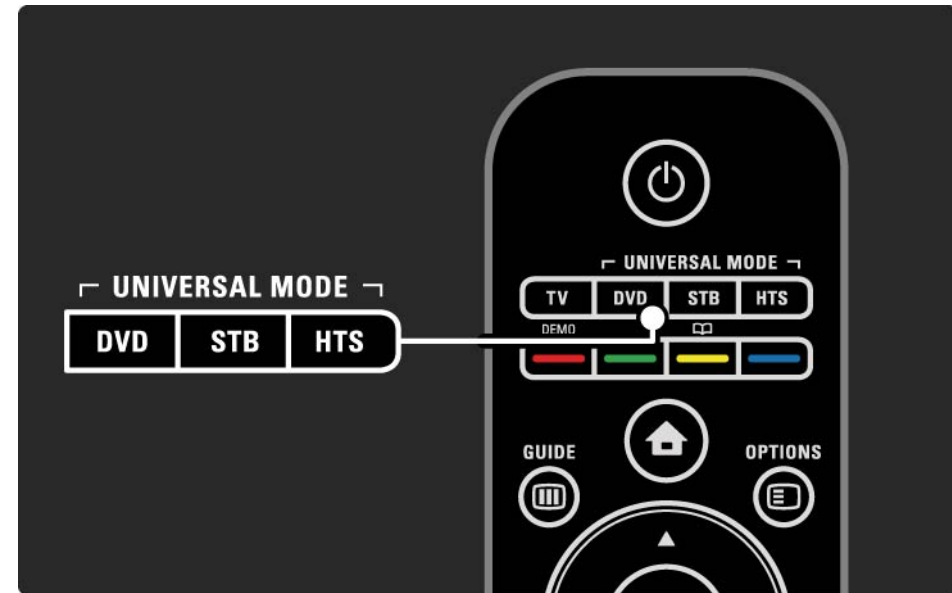 UNIVERSAL MODE
DVD STB HTS
UNIVERSAL MODE
TV DVD STB HTS
DEMO
GUIDE OPTIONS